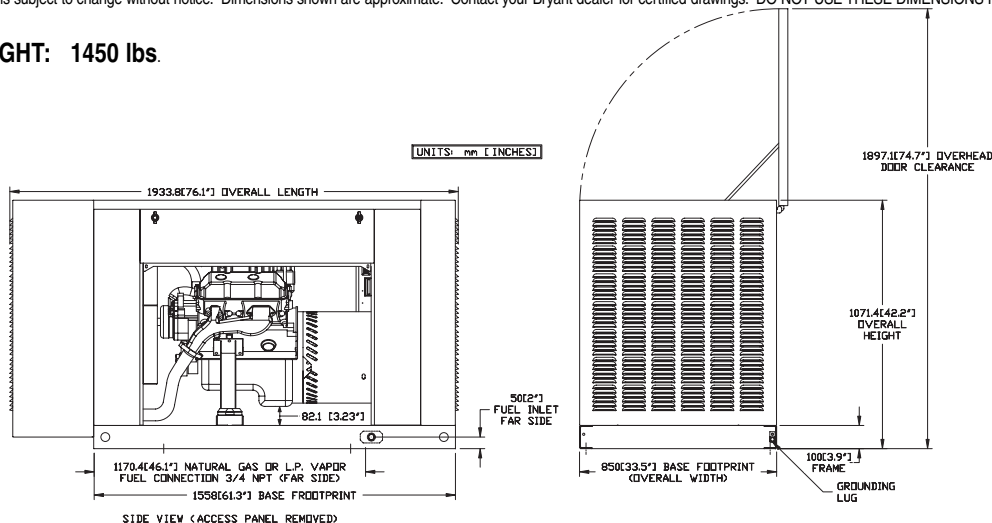 is subject to change without notice. Dimensions shown are approximate. Contact your Bryant dealer for certified drawings. DO NOT USE THESE DIMENSIONS
GHT: 1450 lbs.
UNITS: mm [INCHES]
1897.1[74.7"] OVERHEAD
DOOR CLEARANCE
1933.8[76.1"] OVERALL LENGTH
1071.4[42.2"]
OVERALL
HEIGHT
50[2"]
FUEL INLET
FAR SIDE
82.1 [3.23"]
1170.4[46.1"] NATURAL GAS OR L.P. VAPOR
FUEL CONNECTION 3/4 NPT (FAR SIDE)
850[33.5"] BASE FOOTPRINT
(OVERALL WIDTH)
100[3.9"]
FRAME
GROUNDING
LUG
1558[61.3"] BASE FROOTPRINT
SIDE VIEW (ACCESS PANEL REMOVED)